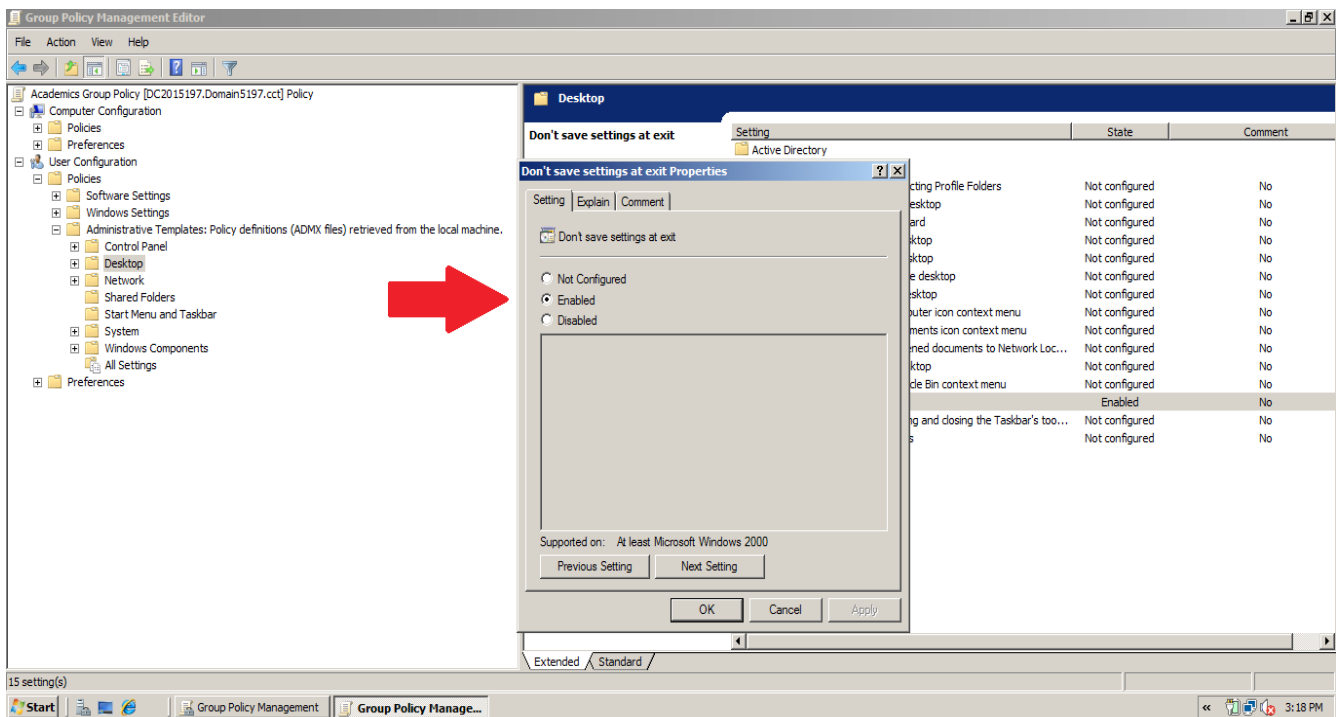 Group Policy Management Editor
File Action View Help
Academics Group Policy [DC2015197.Domain5197.cct] Policy
Computer Configuration
Policies
Preferences
User Configuration
Policies
Software Settings
Windows Settings
Administrative Templates: Policy definitions (ADMX files) retrieved from the local machine.
Control Panel
Desktop
Network
Shared Folders
Start Menu and Taskbar
System
Windows Components
All Settings
Preferences
Desktop
Don't save settings at exit
Setting State Comment
Active Directory
cting Profile Folders Not configured No
esktop Not configured No
ard Not configured No
ktop Not configured No
sktop Not configured No
e desktop Not configured No
esktop Not configured No
uter icon context menu Not configured No
ments icon context menu Not configured No
ened documents to Network Loc... Not configured No
ktop Not configured No
cle Bin context menu Not configured No
Enabled No
ng and closing the Taskbar's too... Not configured No
s Not configured No
Don't save settings at exit Properties
Setting Explain Comment
Don't save settings at exit
Not Configured
Enabled
Disabled
Supported on: At least Microsoft Windows 2000
Previous Setting Next Setting
OK Cancel Apply
Extended Standard
15 setting(s)
Start Group Policy Management Group Policy Manage... 3:18 PM